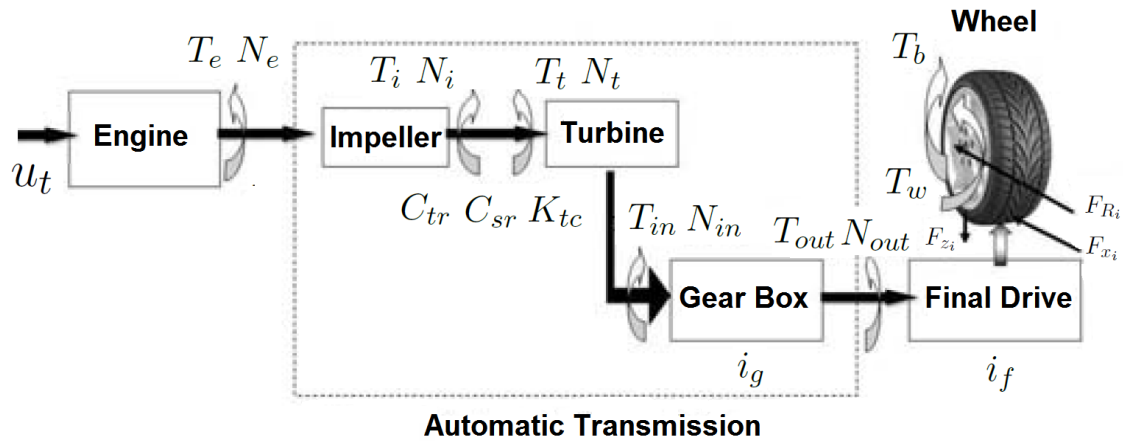 Wheel
T_e N_e
T_i N_i
T_t N_t
T_b
Engine
Impeller
Turbine
u_t
T_w
F_{R_i}
C_{tr} C_{sr} K_{tc}
T_{in} N_{in}
T_{out} N_{out}
F_{z_i}
F_{x_i}
Gear Box
Final Drive
i_g
i_f
Automatic Transmission